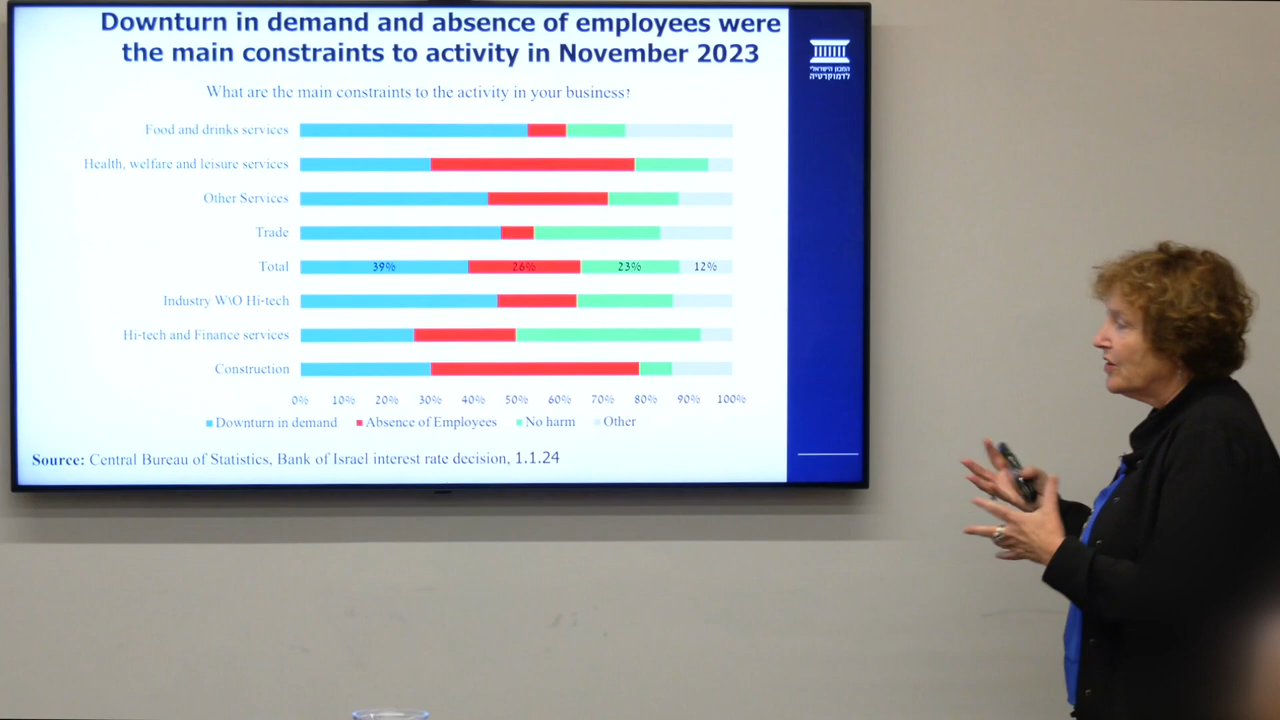 Downturn in demand and absence of employees were
the main constraints to activity in November 2023
המכון הישראלי
לדמוקרטיה
What are the main constraints to the activity in your business?
Food and drinks services
Health, welfare and leisure services
Other Services
Trade
Total 39% 26% 23% 12%
Industry W\O Hi-tech
Hi-tech and Finance services
Construction
0% 10% 20% 30% 40% 50% 60% 70% 80% 90% 100%
Downturn in demand Absence of Employees No harm Other
Source: Central Bureau of Statistics, Bank of Israel interest rate decision, 1.1.24